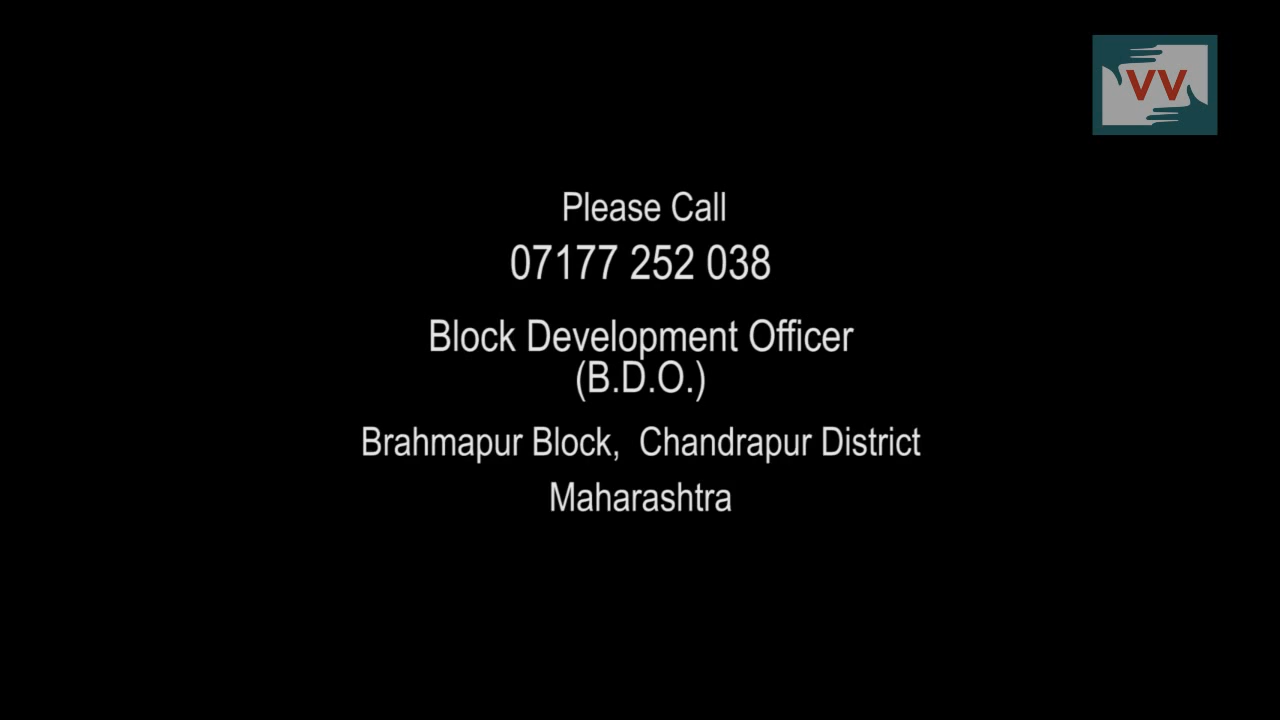 VV
Please Call
07177 252 038
Block Development Officer
(B.D.O.)
Brahmapur Block, Chandrapur District
Maharashtra